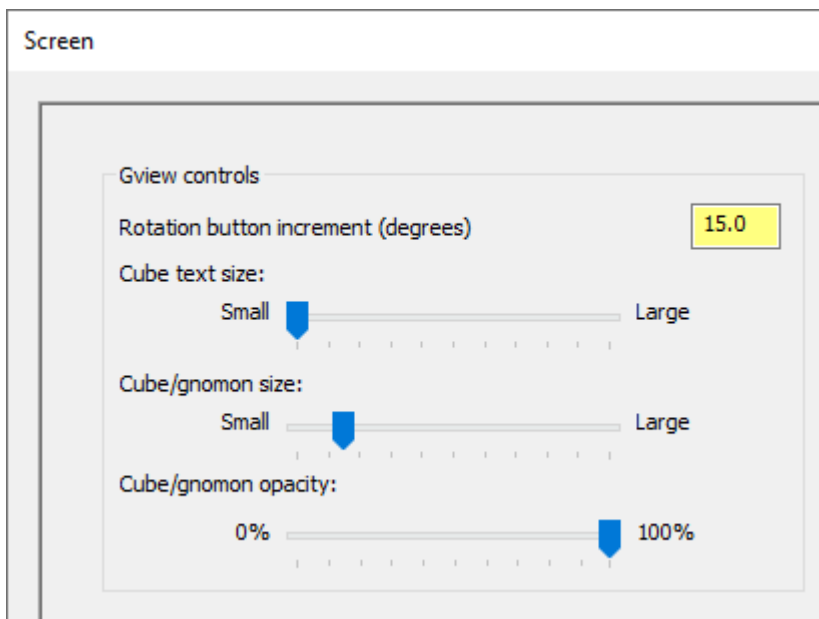 Screen
Gview controls
Rotation button increment (degrees) 15.0
Cube text size:
Small Large
Cube/gnomon size:
Small Large
Cube/gnomon opacity:
0% 100%